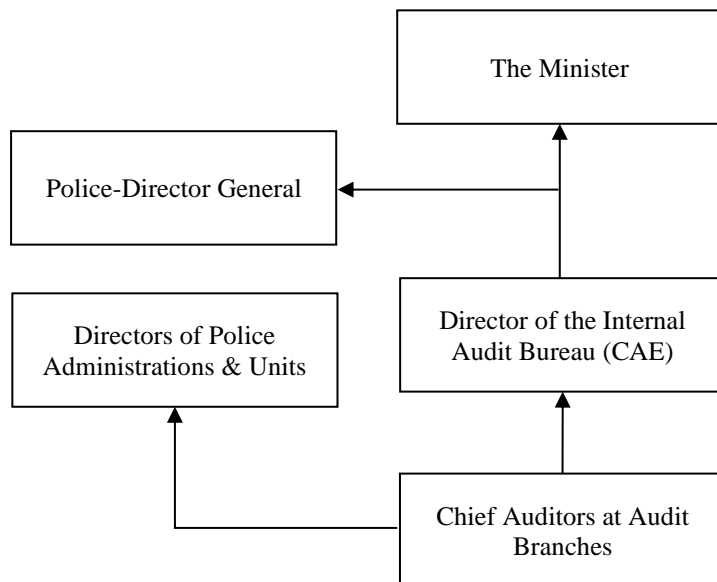 The Minister
Police-Director General
Directors of Police
Administrations & Units
Director of the Internal
Audit Bureau (CAE)
Chief Auditors at Audit
Branches